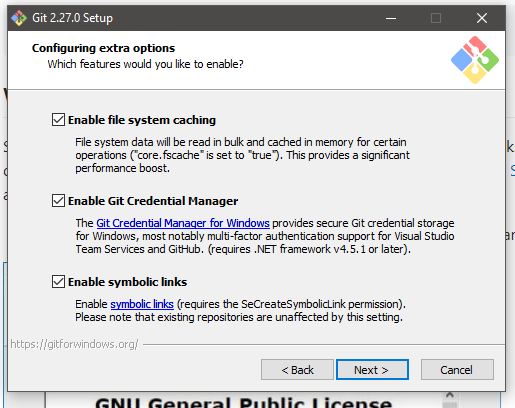 Git 2.27.0 Setup
Configuring extra options
Which features would you like to enable?
Enable file system caching
File system data will be read in bulk and cached in memory for certain
operations ("core.fscache" is set to "true"). This provides a significant
performance boost.
Enable Git Credential Manager
The Git Credential Manager for Windows provides secure Git credential storage
for Windows, most notably multi-factor authentication support for Visual Studio
Team Services and GitHub. (requires .NET framework v4.5.1 or later).
Enable symbolic links
Enable symbolic links (requires the SeCreateSymbolicLink permission).
Please note that existing repositories are unaffected by this setting.
https://gitforwindows.org/
< Back
Next >
Cancel
GNU General Public License